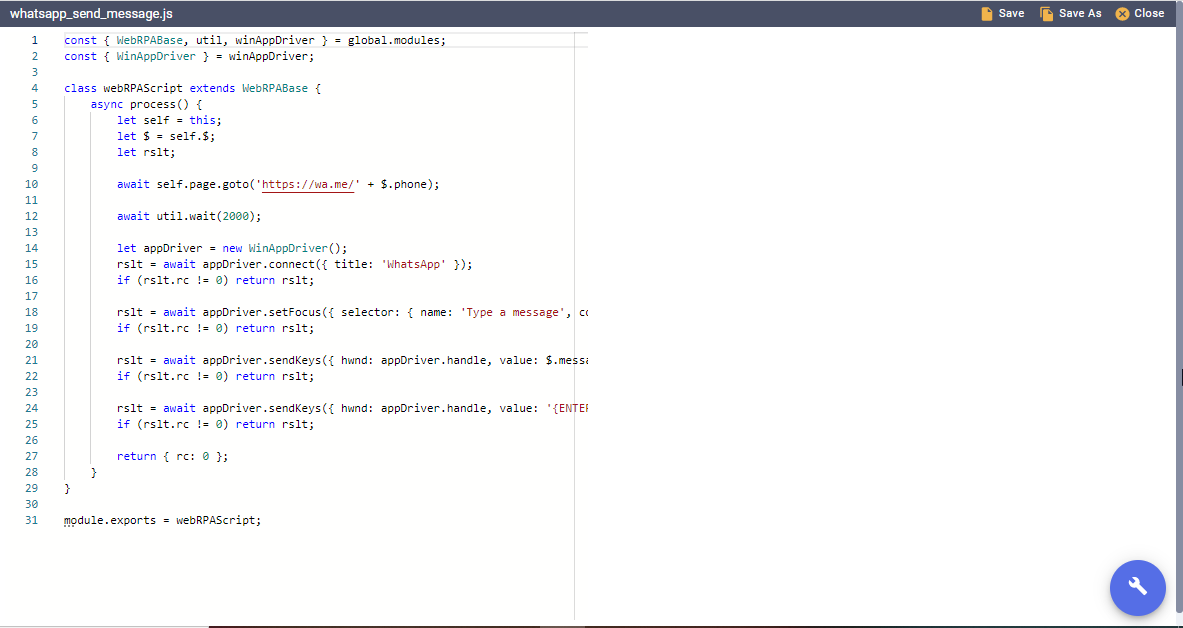 whatsapp_send_message.js Save Save As Close
1 const { WebRPABase, util, winAppDriver } = global.modules;
2 const { WinAppDriver } = winAppDriver;
3
4 class webRPAScript extends WebRPABase {
5 async process() {
6 let self = this;
7 let $ = self.$;
8 let rslt;
9
10 await self.page.goto('https://wa.me/' + $.phone);
11
12 await util.wait(2000);
13
14 let appDriver = new WinAppDriver();
15 rslt = await appDriver.connect({ title: 'WhatsApp' });
16 if (rslt.rc != 0) return rslt;
17
18 rslt = await appDriver.setFocus({ selector: { name: 'Type a message',
19 if (rslt.rc != 0) return rslt;
20
21 rslt = await appDriver.sendKeys({ hwnd: appDriver.handle, value: $.messa
22 if (rslt.rc != 0) return rslt;
23
24 rslt = await appDriver.sendKeys({ hwnd: appDriver.handle, value: '{ENTE
25 if (rslt.rc != 0) return rslt;
26
27 return { rc: 0 };
28 }
29 }
30
31 module.exports = webRPAScript;